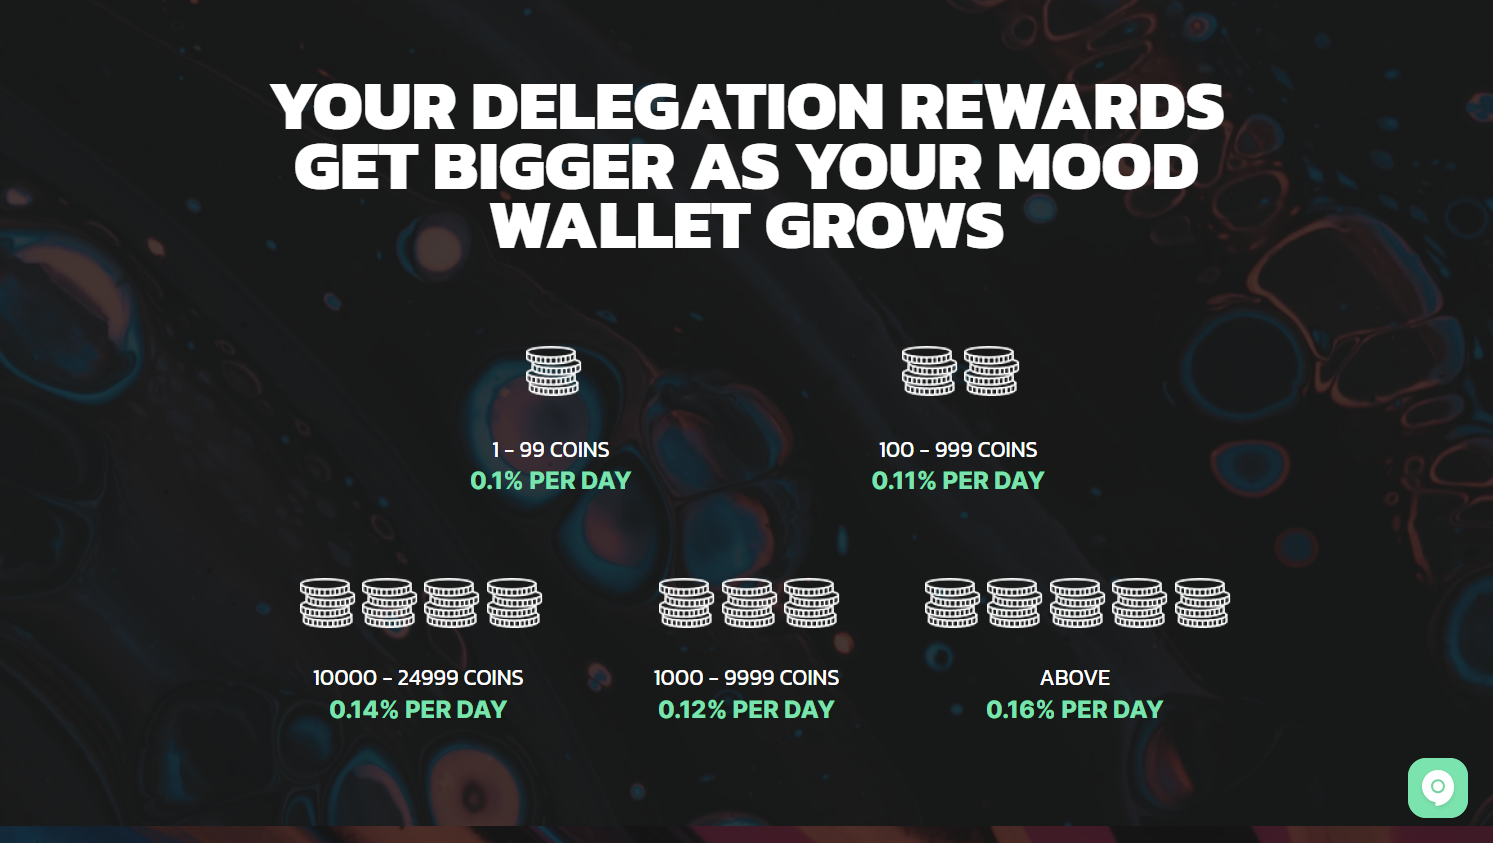 YOUR DELEGATION REWARDS
GET BIGGER AS YOUR MOOD
WALLET GROWS
1 - 99 COINS
0.1% PER DAY
100 - 999 COINS
0.11% PER DAY
10000 - 24999 COINS
0.14% PER DAY
1000 - 9999 COINS
0.12% PER DAY
ABOVE
0.16% PER DAY